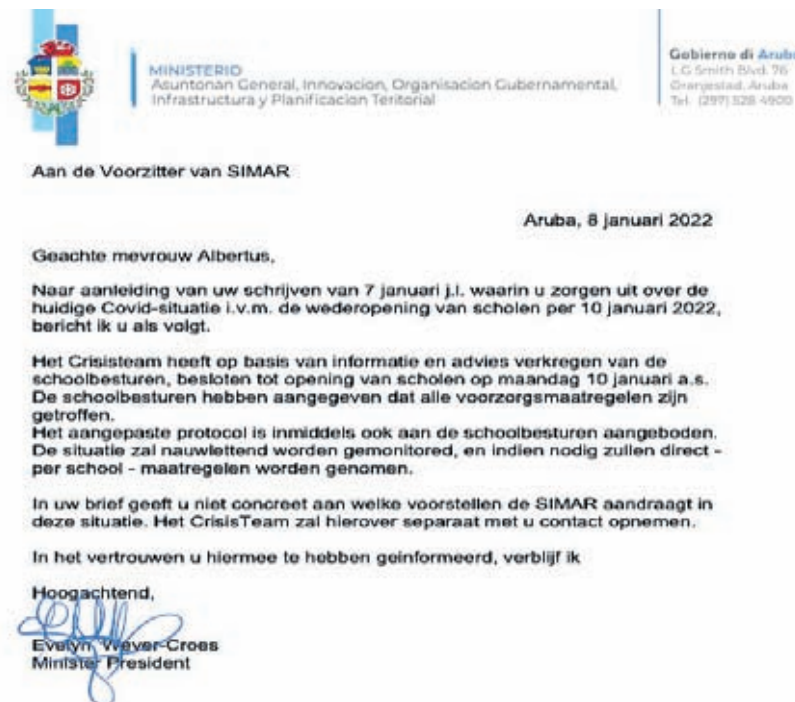 MINISTERIO
Asuntonan General, Innovacion, Organisacion Gubernamental,
Infrastructura y Planificacion Teritorial
Gobierno di Aruba
L.G Smith Blvd. 76
Oranjestad, Aruba
Tel. (297) 528 4900
Aan de Voorzitter van SIMAR
Aruba, 8 januari 2022
Geachte mevrouw Albertus,
Naar aanleiding van uw schrijven van 7 januari j.l. waarin u zorgen uit over de
huidige Covid-situatie i.v.m. de wederopening van scholen per 10 januari 2022,
bericht ik u als volgt.
Het Crisisteam heeft op basis van informatie en advies verkregen van de
schoolbesturen, besloten tot opening van scholen op maandag 10 januari a.s.
De schoolbesturen hebben aangegeven dat alle voorzorgsmaatregelen zijn
getroffen.
Het aangepaste protocol is inmiddels ook aan de schoolbesturen aangeboden.
De situatie zal nauwlettend worden gemonitored, en indien nodig zullen direct -
per school - maatregelen worden genomen.
In uw brief geeft u niet concreet aan welke voorstellen de SIMAR aandraagt in
deze situatie. Het CrisisTeam zal hierover separaat met u contact opnemen.
In het vertrouwen u hiermee te hebben geinformeerd, verblijf ik
Hoogachtend,
Evelyn Wever-Croes
Minister President